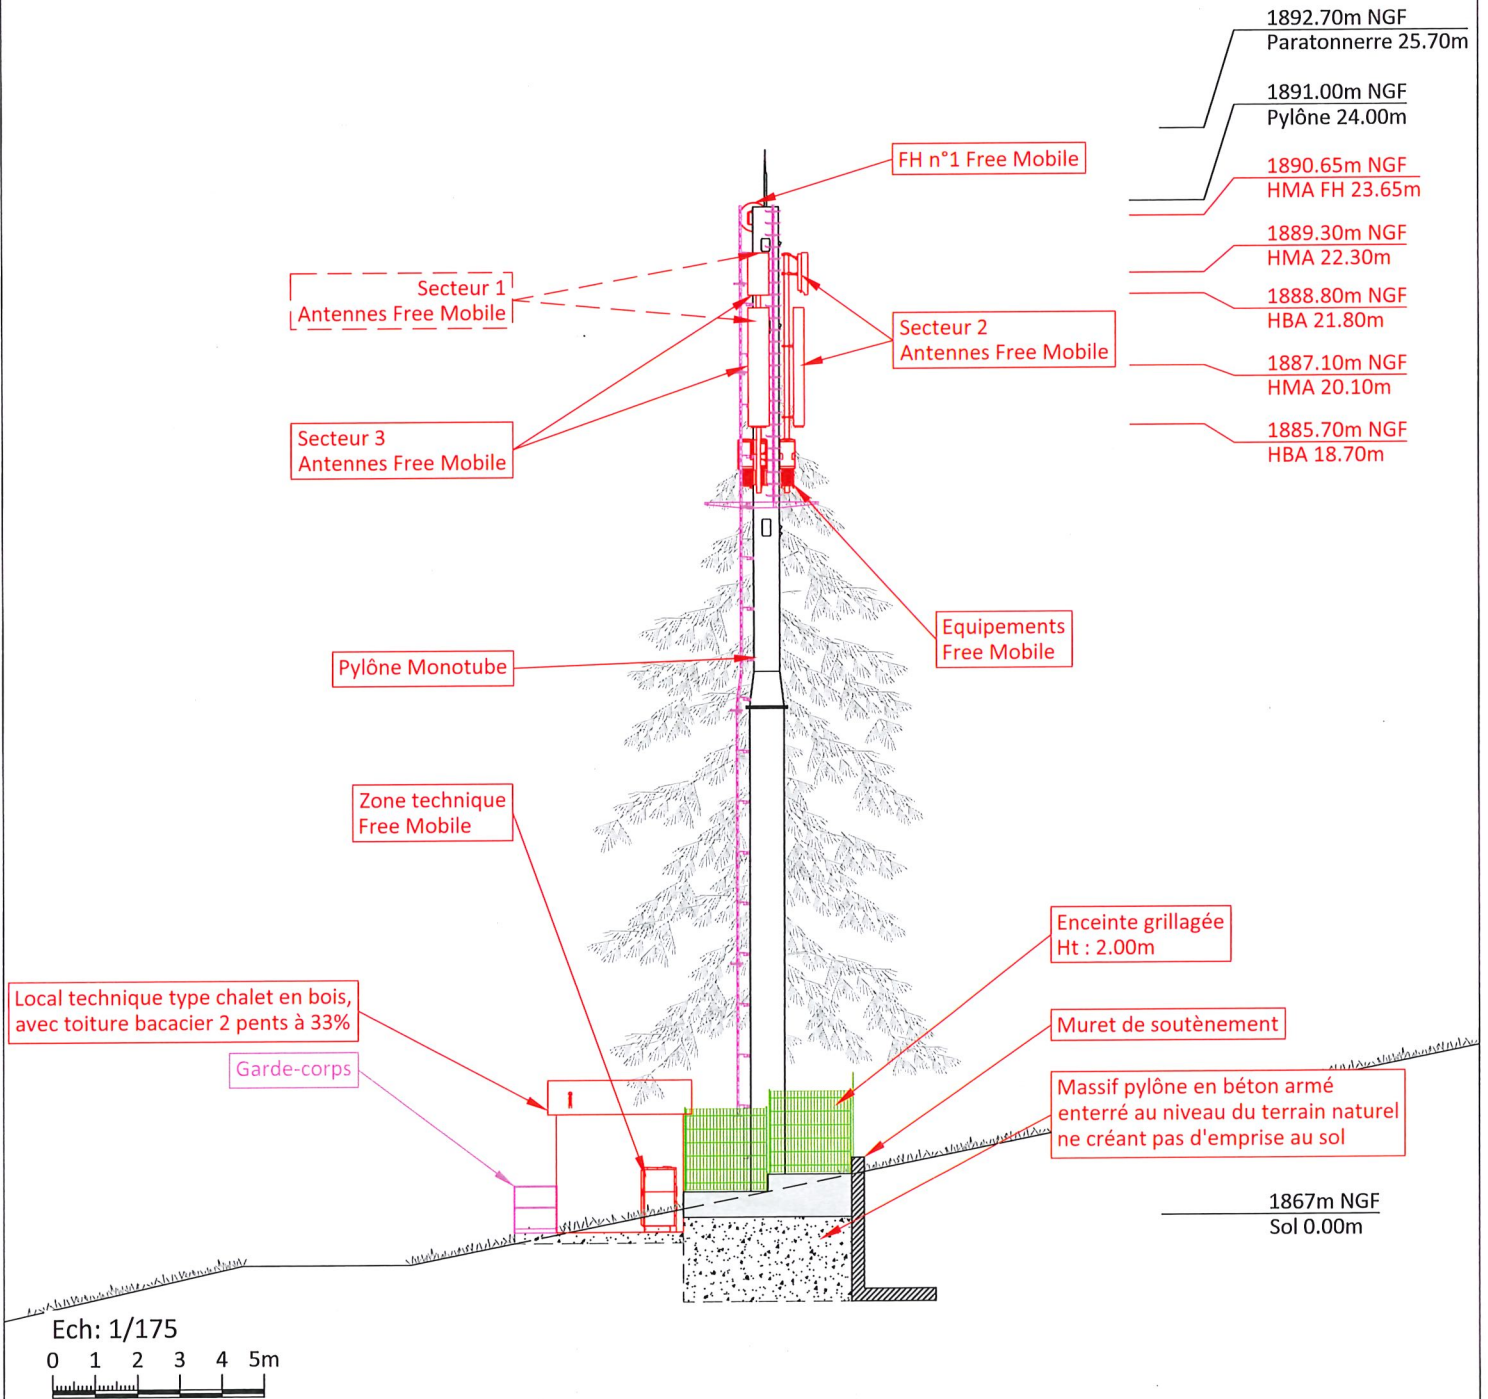 1892.70m NGF
Paratonnerre 25.70m
1891.00m NGF
Pylône 24.00m
FH n°1 Free Mobile
1890.65m NGF
HMA FH 23.65m
1889.30m NGF
HMA 22.30m
Secteur 1
Antennes Free Mobile
1888.80m NGF
HBA 21.80m
Secteur 2
Antennes Free Mobile
1887.10m NGF
HMA 20.10m
Secteur 3
Antennes Free Mobile
1885.70m NGF
HBA 18.70m
Equipements
Free Mobile
Pylône Monotube
Zone technique
Free Mobile
Enceinte grillagée
Ht : 2.00m
Local technique type chalet en bois,
avec toiture bacacier 2 pents à 33%
Muret de soutènement
Garde-corps
Massif pylône en béton armé
enterré au niveau du terrain naturel
ne créant pas d'emprise au sol
1867m NGF
Sol 0.00m
Ech: 1/175
0 1 2 3 4 5m